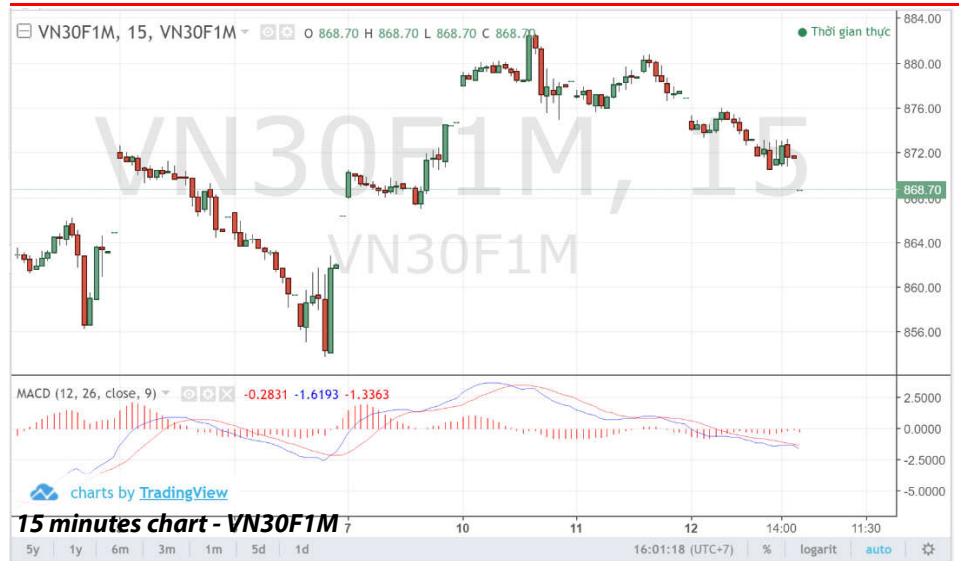 VN30F1M, 15, VN30F1M O 868.70 H 868.70 L 868.70 C 868.70
Thời gian thực
884.00
880.00
876.00
872.00
868.70
868.00
864.00
860.00
856.00
VN30F1M, 15
VN30F1M
MACD (12, 26, close, 9) -0.2831 -1.6193 -1.3363
2.5000
0.0000
-2.5000
-5.0000
charts by TradingView
15 minutes chart - VN30F1M
7 10 11 12 14:00 11:30
5y 1y 6m 3m 1m 5d 1d 16:01:18 (UTC+7) % logarit auto